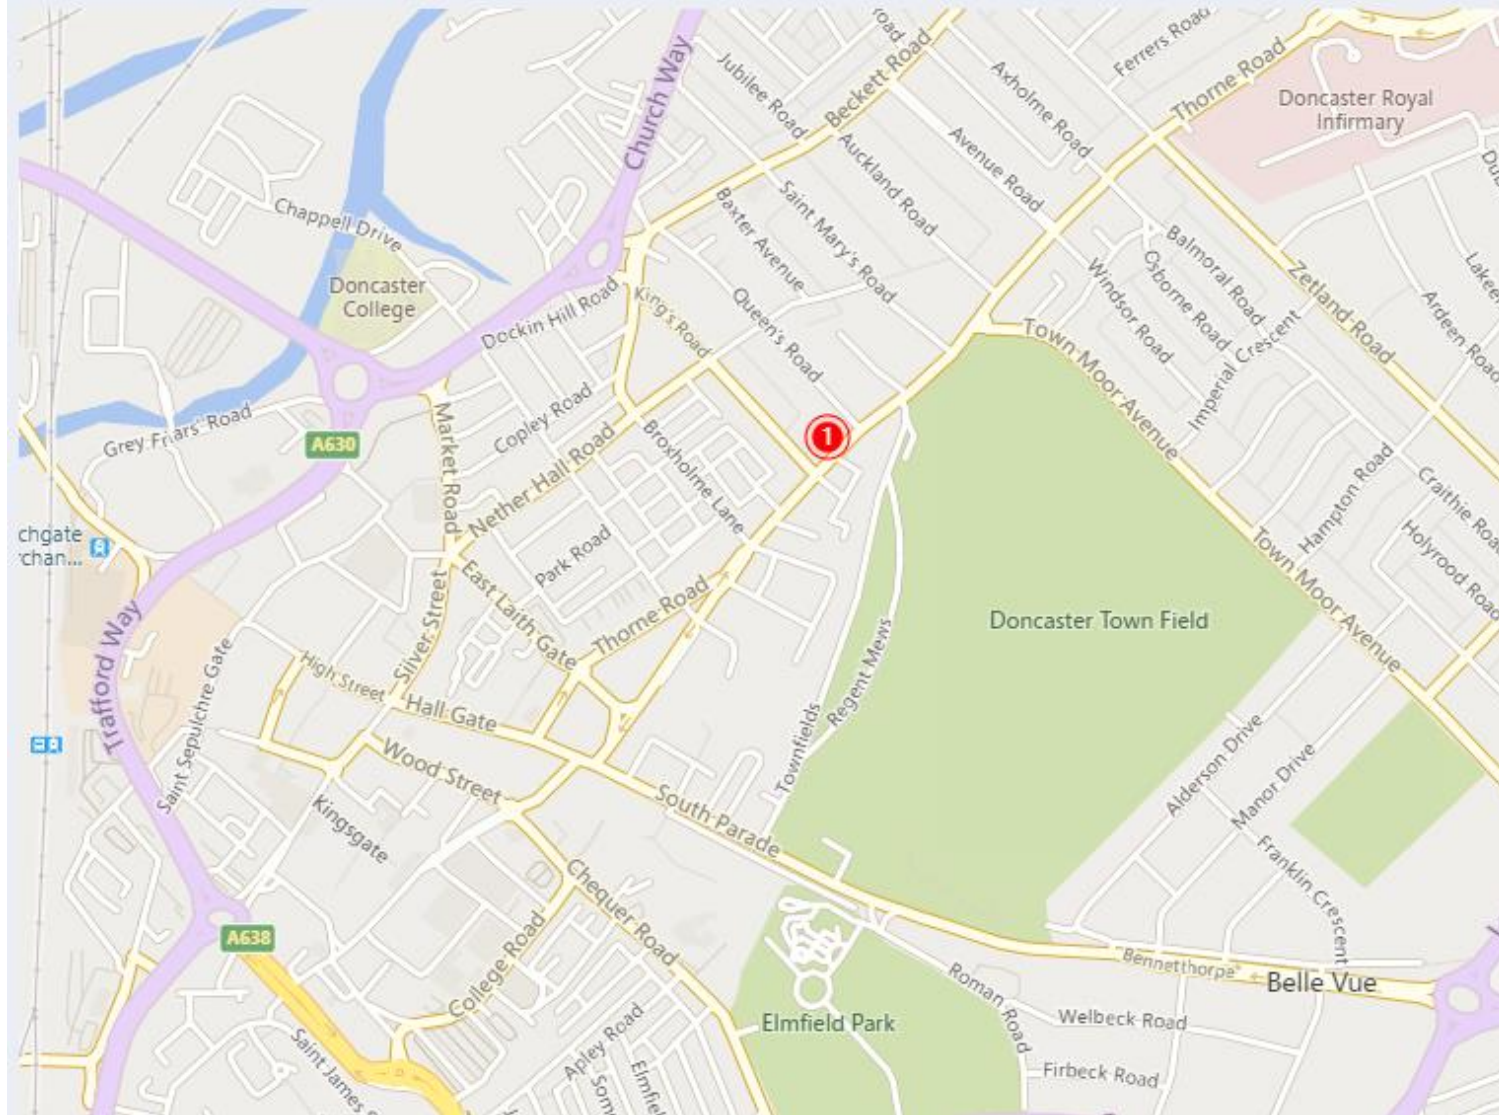 Church Way
Jubilee Road
Beckett Road
Road
Axholme Road
Ferrers Road
Thorne Road
Doncaster Royal
Infirmary
Avenue Road
Auckland Road
Saint Mary's Road
Baxter Avenue
Queen's Road
King's Road
Chappell Drive
Doncaster
College
Dockin Hill Road
Balmoral Road
Osborne Road
Windsor Road
Imperial Crescent
Zetland Road
Ardeen Road
Town Moor Avenue
Grey Friars' Road
A630
Market Road
Copley Road
Nether Hall Road
Broxholme Lane
1
Hampton Road
Craithie Road
Holyrood Road
Town Moor Avenue
chgate
chan...
Park Road
East Laith Gate
Thorne Road
Silver Street
Doncaster Town Field
Regent Mews
Townfields
Trafford Way
Saint Sepulchre Gate
High Street
Hall Gate
Wood Street
Kingsgate
South Parade
Alderson Drive
Manor Drive
Franklin Crescent
Chequer Road
College Road
A638
Bennetthorpe
Belle Vue
Roman Road
Welbeck Road
Firbeck Road
Elmfield Park
Apley Road
Saint James
Som
Elmfie